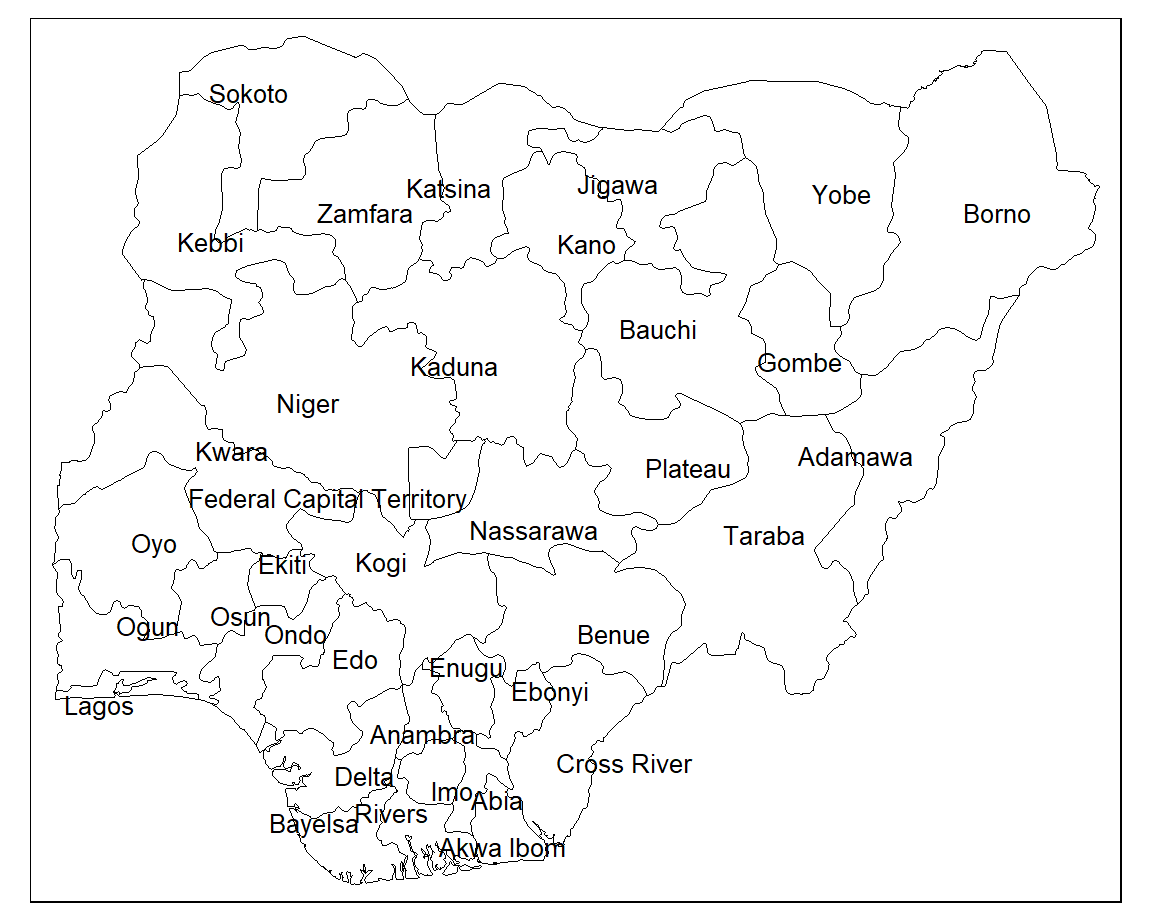 Sokoto
Katsina
Jigawa
Yobe
Borno
Zamfara
Kebbi
Kano
Bauchi
Gombe
Kaduna
Niger
Kwara
Adamawa
Plateau
Federal Capital Territory
Nassarawa
Taraba
Oyo
Kogi
Ekiti
Osun
Ogun
Ondo
Benue
Edo
Enugu
Ebonyi
Lagos
Anambra
Cross River
Delta
Imo
Abia
Rivers
Bayelsa
Akwa Ibom